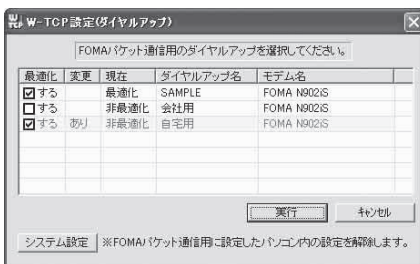 W-TCP設定(ダイヤルアップ)
FOMAパケット通信用のダイヤルアップを選択してください。
最適化 変更 現在 ダイヤルアップ名 モデム名
する 最適化 SAMPLE FOMA N902iS
する 非最適化 会社用 FOMA N902iS
する あり 非最適化 自宅用 FOMA N902iS
実行 キャンセル
システム設定 ※FOMAパケット通信用に設定したパソコン内の設定を解除します。